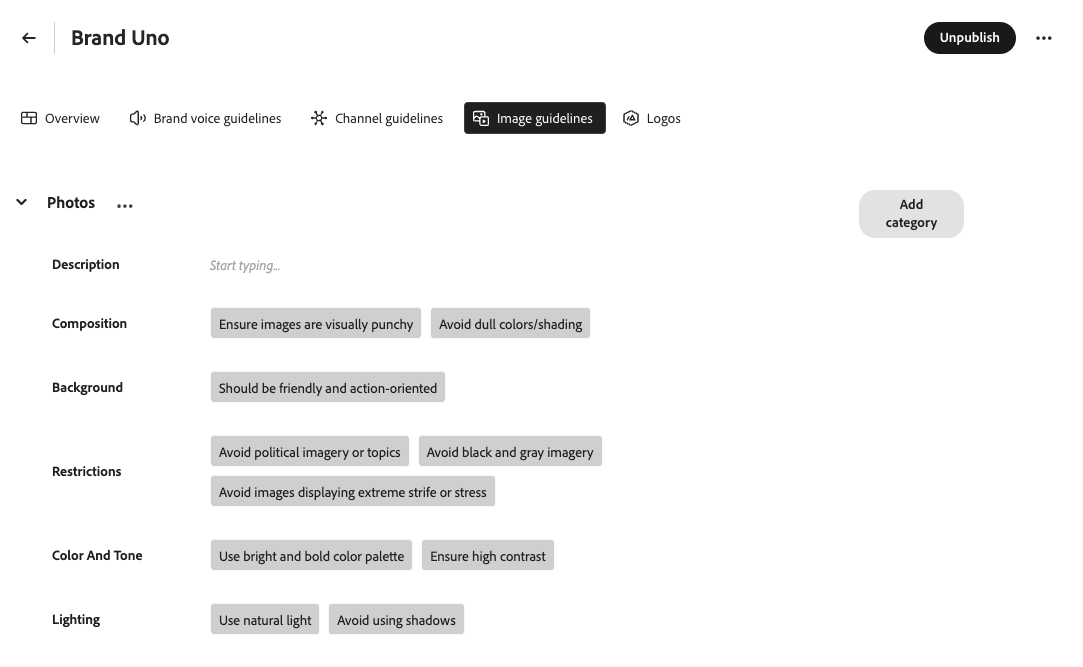 Brand Uno
Unpublish
Overview
Brand voice guidelines
Channel guidelines
Image guidelines
Logos
Photos
Add
category
Description
Start typing...
Composition
Ensure images are visually punchy
Avoid dull colors/shading
Background
Should be friendly and action-oriented
Restrictions
Avoid political imagery or topics
Avoid black and gray imagery
Avoid images displaying extreme strife or stress
Color And Tone
Use bright and bold color palette
Ensure high contrast
Lighting
Use natural light
Avoid using shadows